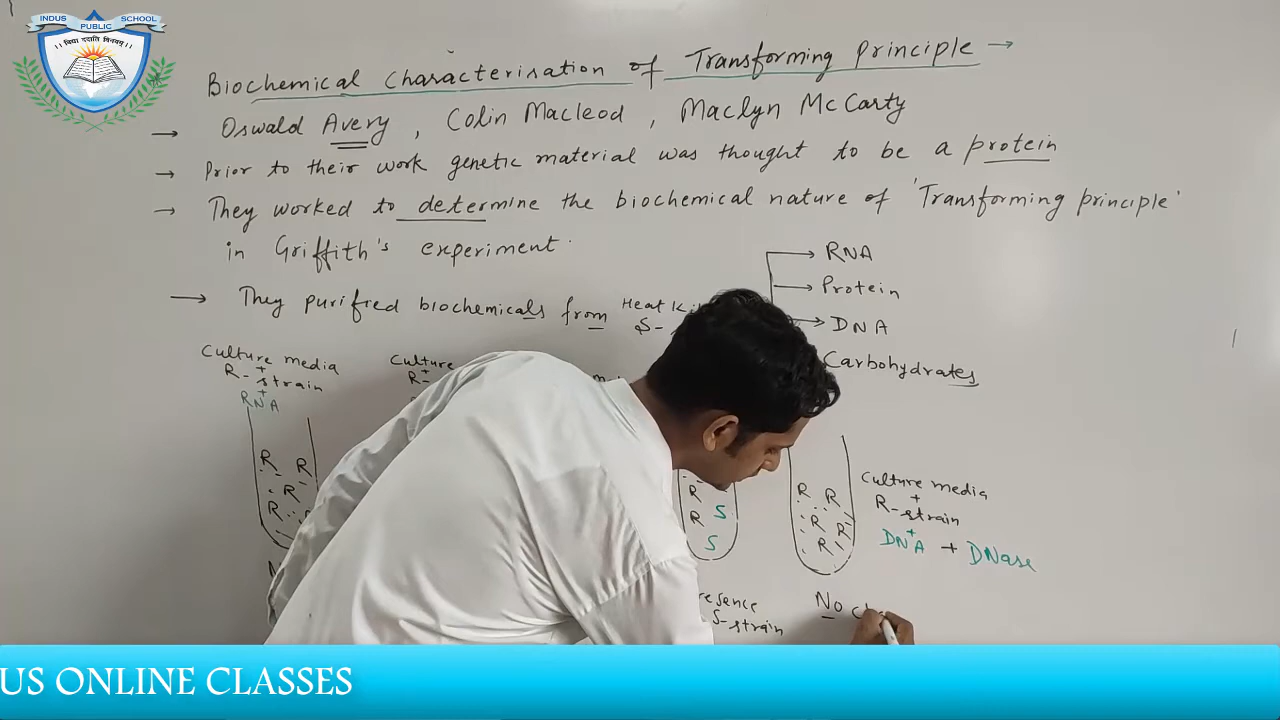 INDUS PUBLIC SCHOOL
।। विद्या ददाति विनयम् ।।
Biochemical Characterisation of Transforming Principle →
→ Oswald Avery , Colin Macleod , Maclyn McCarty
→ Prior to their work genetic material was thought to be a protein
→ They worked to determine the biochemical nature of 'Transforming principle'
in Griffith's experiment
→ They purified biochemicals from Heat
S-
→ RNA
→ Protein
→ DNA
Carbohydrates
Culture media
+
R-strain
+
RNA
Culture
+
R-
R
R R
R
R
R
R S
S
R R
R R
R
Culture media
+
R-strain
+
DNA + DNase
S-strain
No
US ONLINE CLASSES